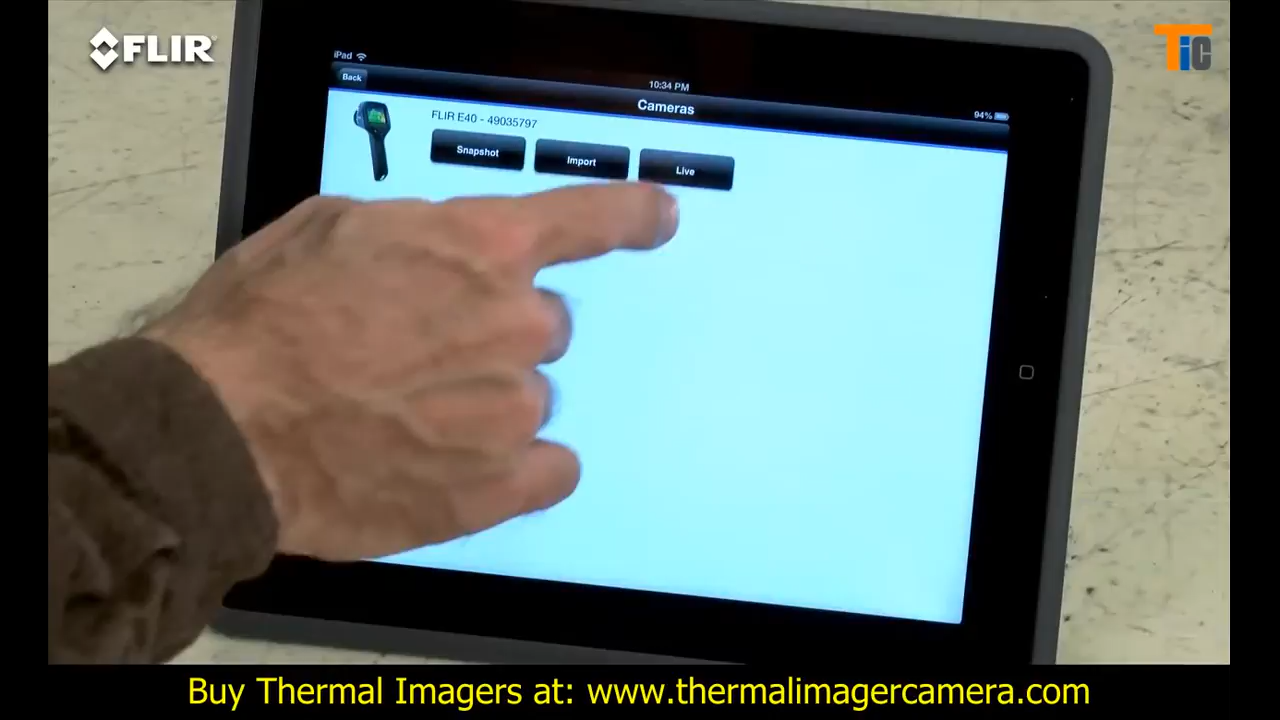 FLIR
TiC
iPad
Back
10:34 PM
Cameras
94%
FLIR E40 - 49035797
Snapshot
Import
Live
Buy Thermal Imagers at: www.thermalimagercamera.com